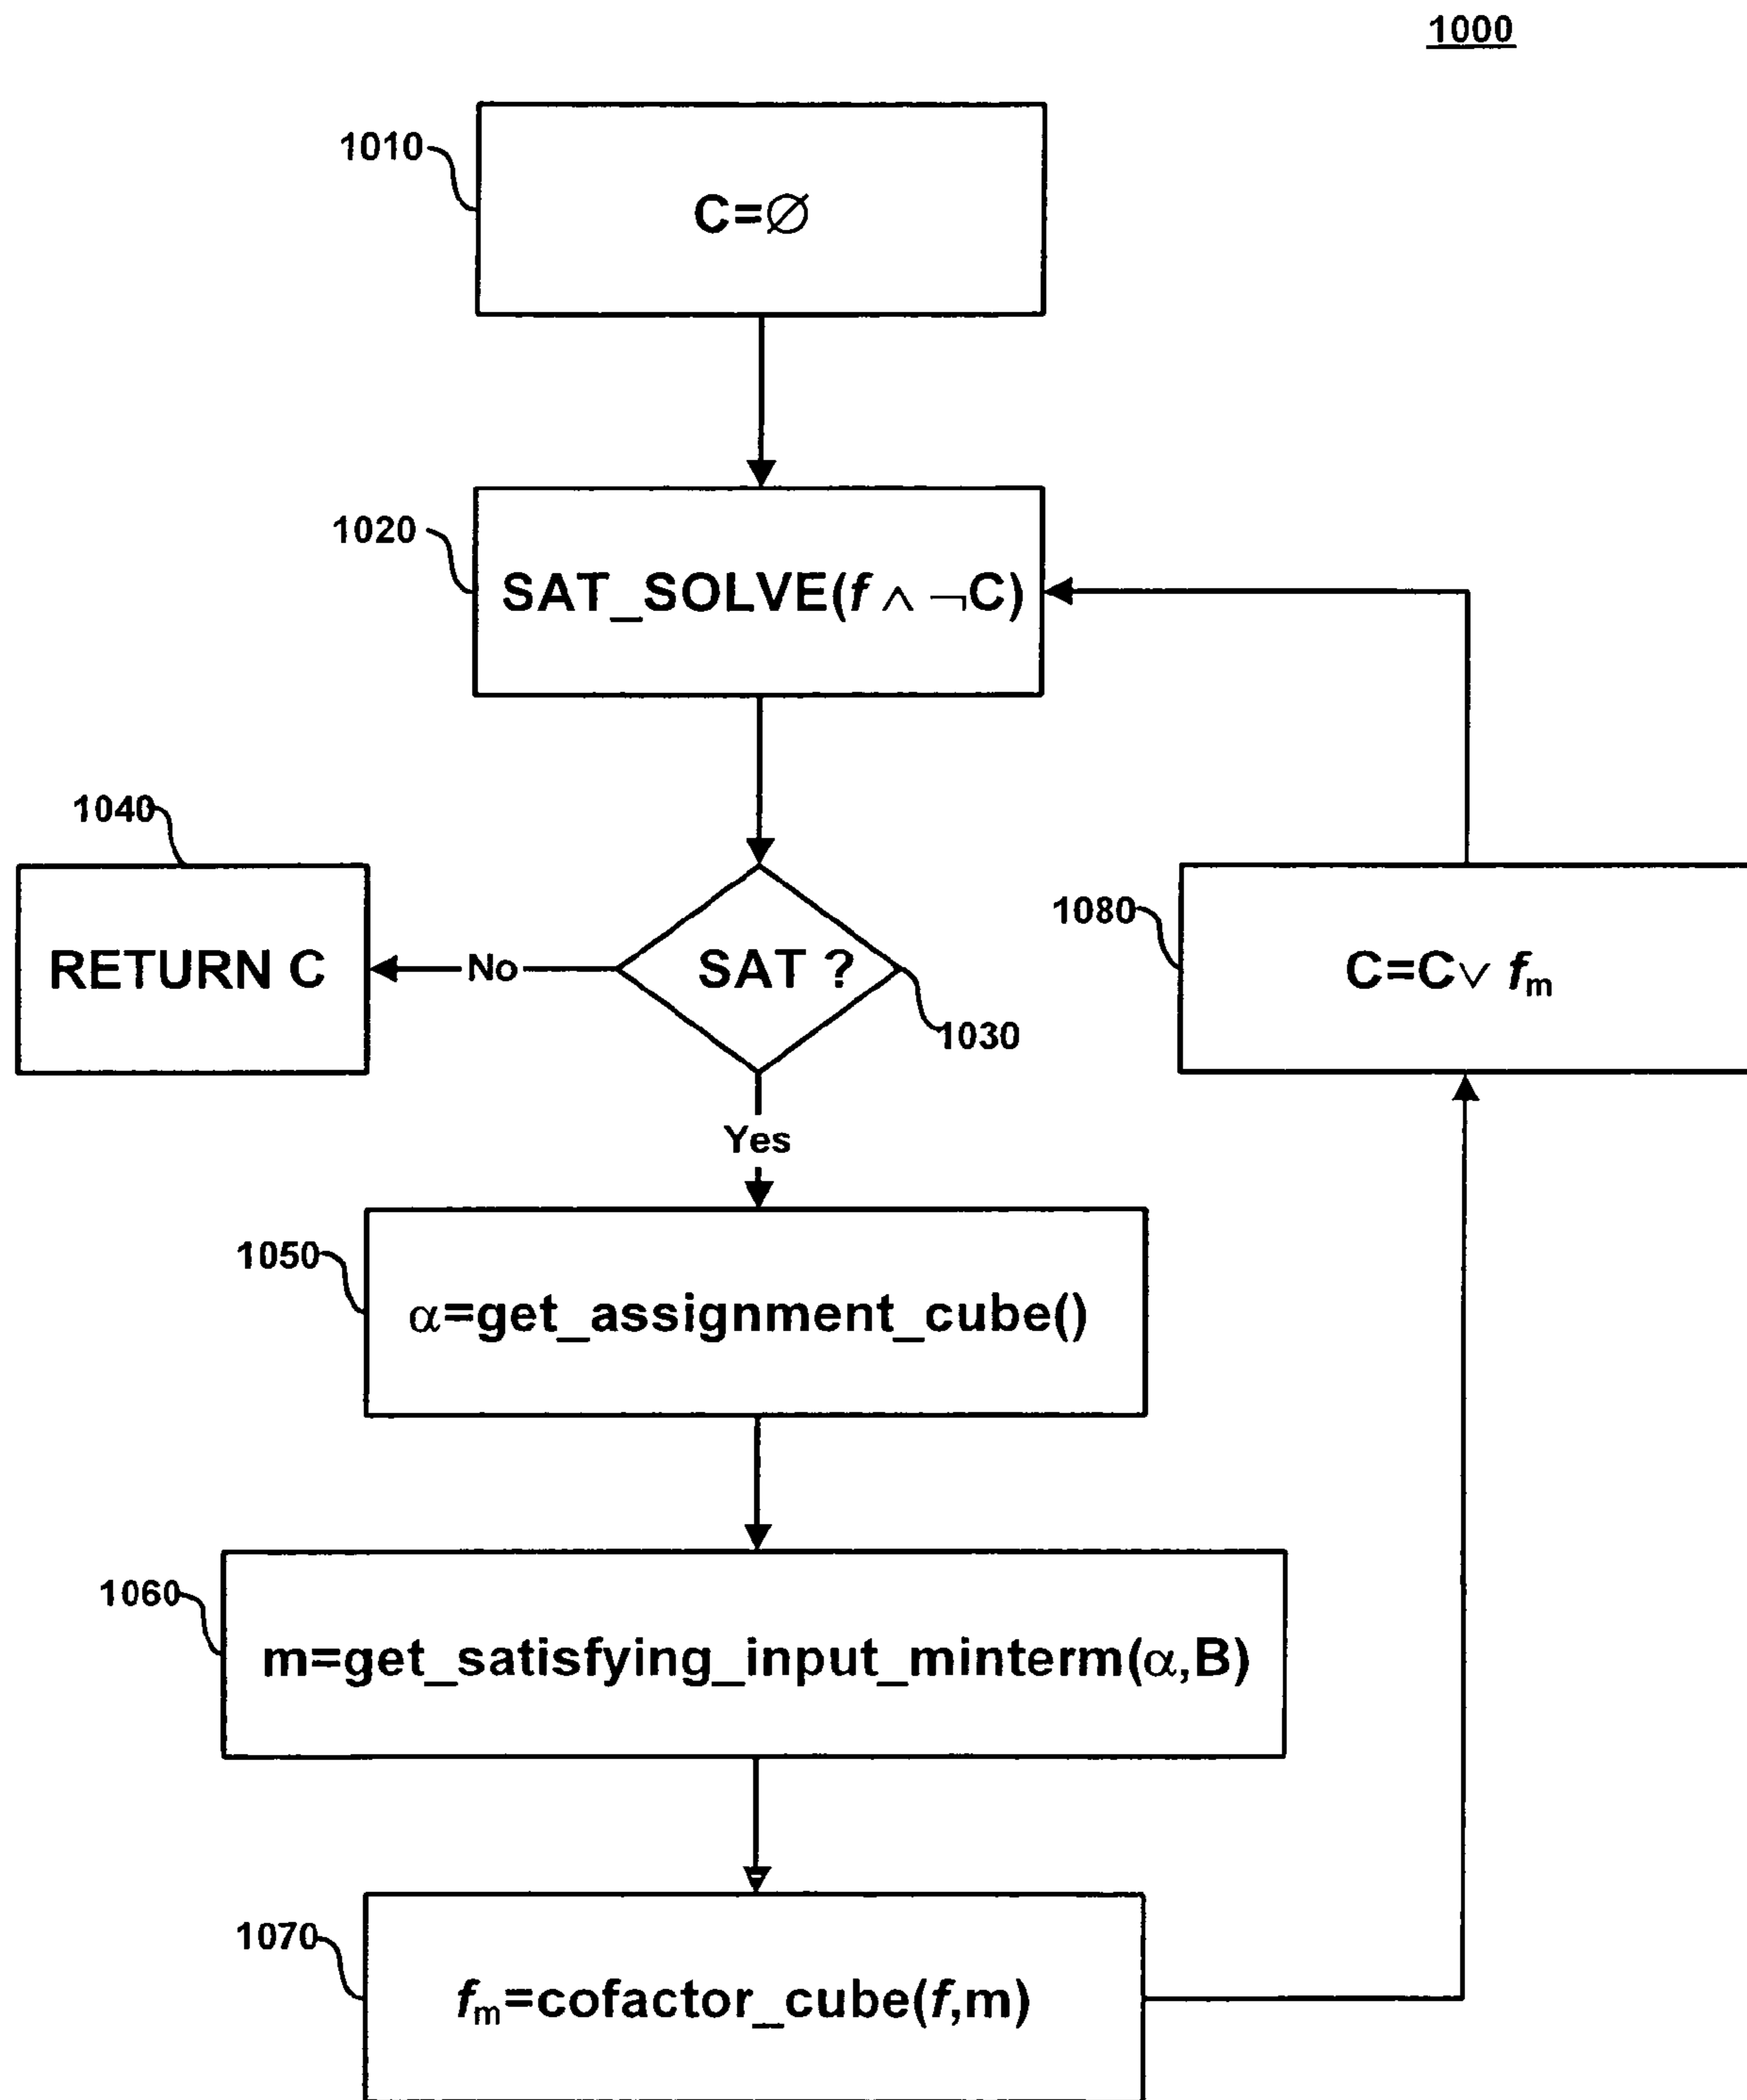 1000
1010
C=∅
1020
SAT_SOLVE(f ∧ ¬C)
1040
RETURN C
No
SAT ?
1030
1080
C=C∨ fm
Yes
1050
α=get_assignment_cube()
1060
m=get_satisfying_input_minterm(α,B)
1070
fm=cofactor_cube(f,m)